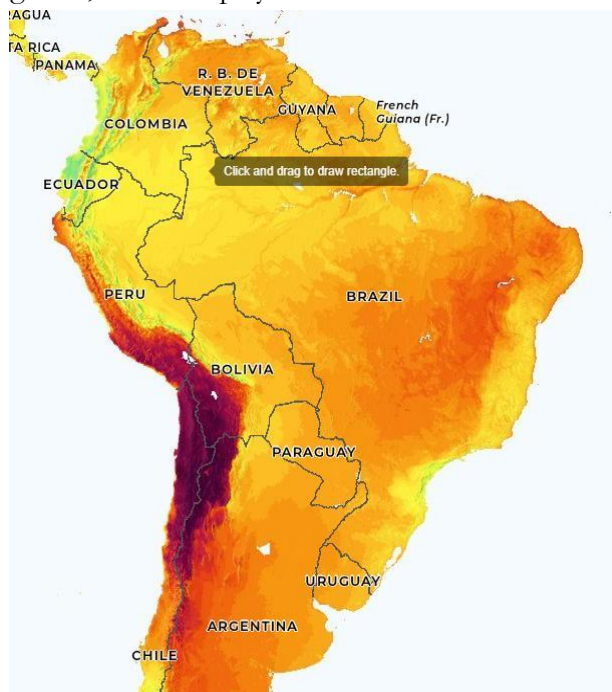 RAGUA
TA RICA
PANAMA
R. B. DE
VENEZUELA
GUYANA
French
Guiana (Fr.)
COLOMBIA
Click and drag to draw rectangle.
ECUADOR
PERU
BRAZIL
BOLIVIA
PARAGUAY
URUGUAY
ARGENTINA
CHILE